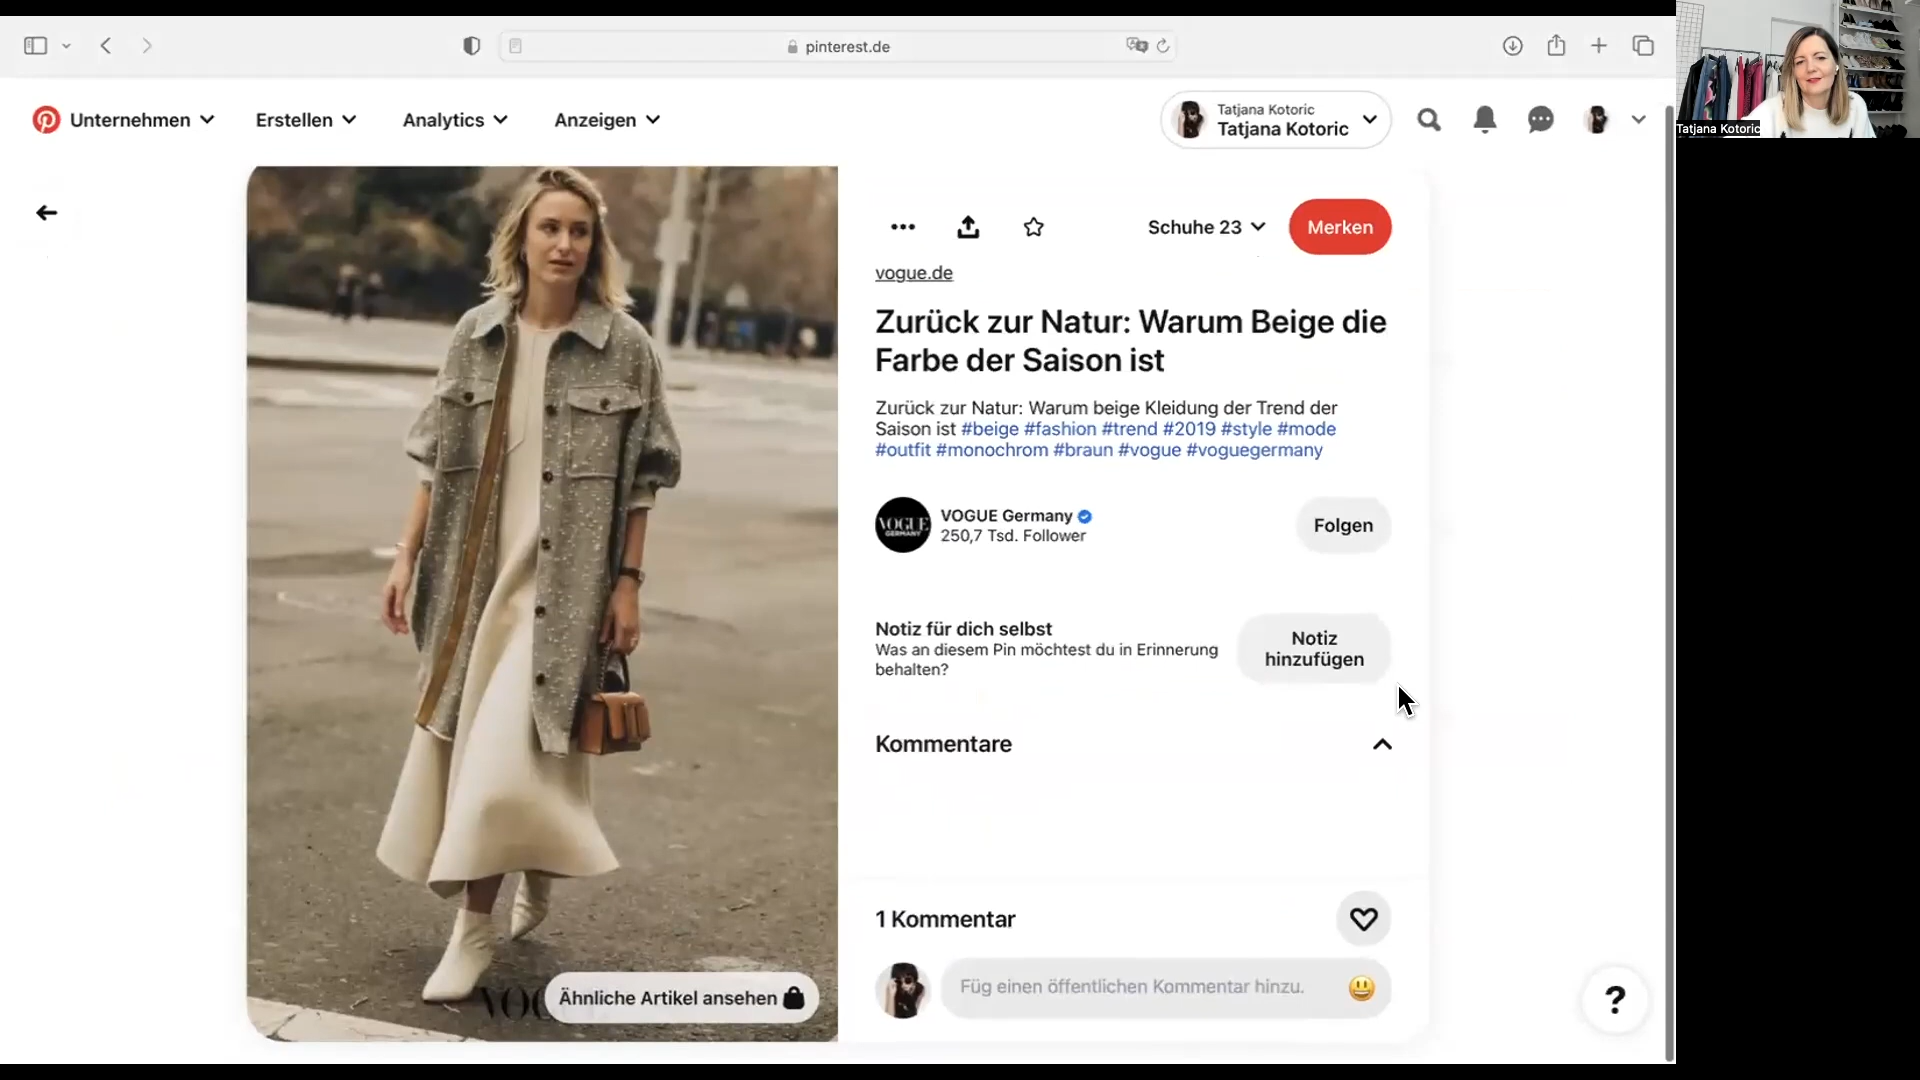 pinterest.de
Unternehmen
Erstellen
Analytics
Anzeigen
Tatjana Kotoric
Tatjana Kotoric
Tatjana Kotoric
Schuhe 23
Merken
vogue.de
Zurück zur Natur: Warum Beige die
Farbe der Saison ist
Zurück zur Natur: Warum beige Kleidung der Trend der
Saison ist #beige #fashion #trend #2019 #style #mode
#outfit #monochrom #braun #vogue #voguegermany
VOGUE
GERMANY
VOGUE Germany
250,7 Tsd. Follower
Folgen
Notiz für dich selbst
Was an diesem Pin möchtest du in Erinnerung
behalten?
Notiz
hinzufügen
Kommentare
1 Kommentar
Füg einen öffentlichen Kommentar hinzu.
VO
Ähnliche Artikel ansehen
?